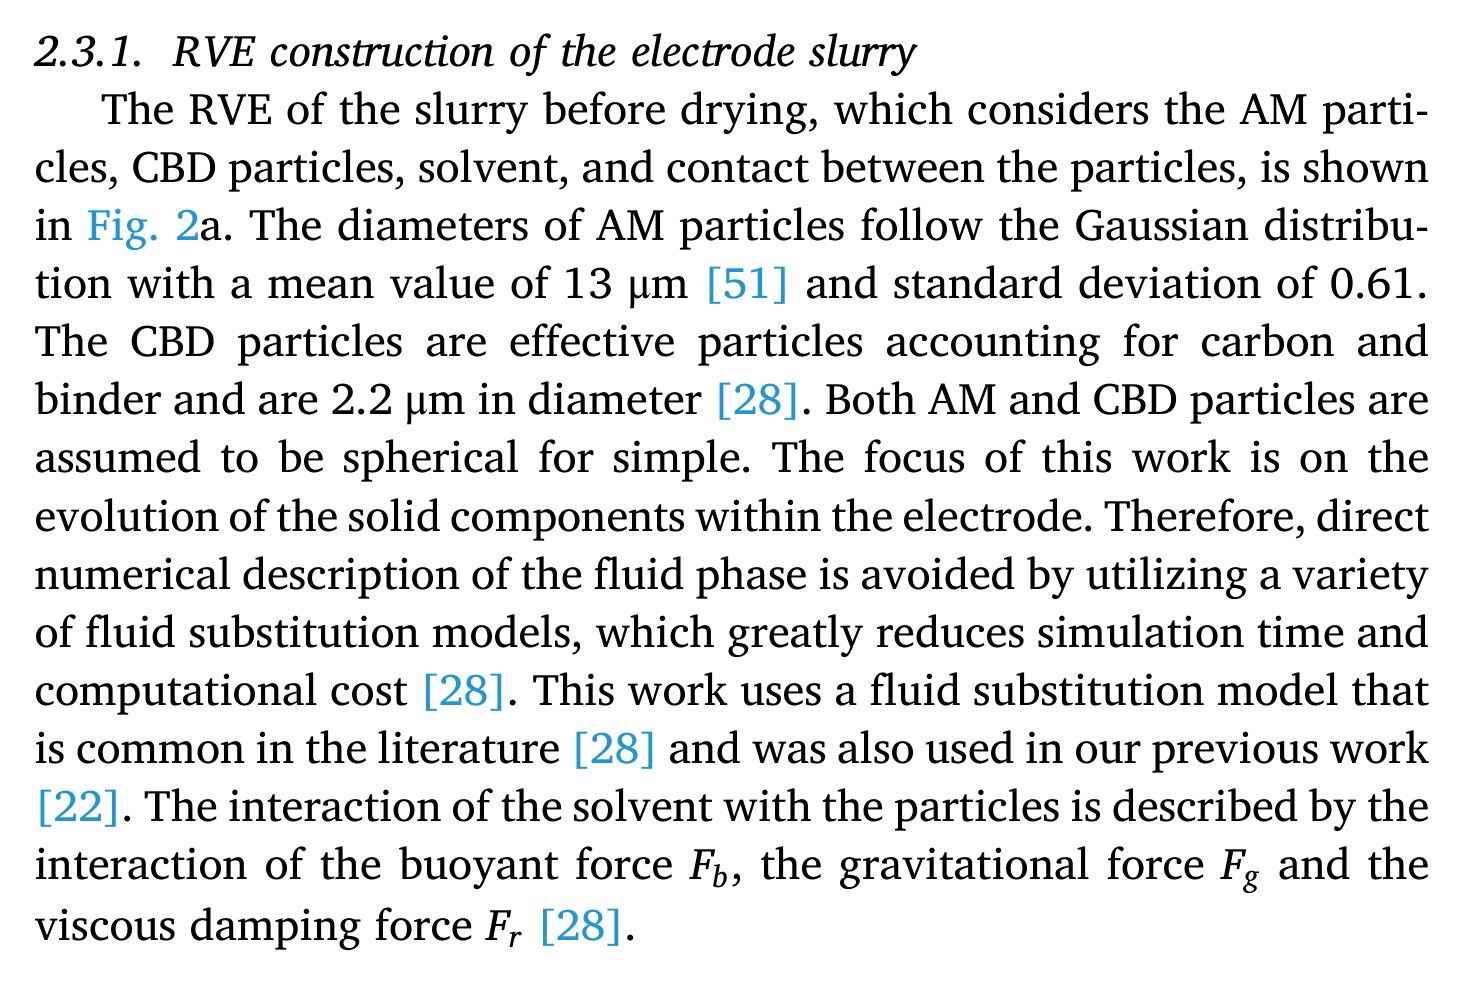 2.3.1. RVE construction of the electrode slurry
The RVE of the slurry before drying, which considers the AM parti-
cles, CBD particles, solvent, and contact between the particles, is shown
in Fig. 2a. The diameters of AM particles follow the Gaussian distribu-
tion with a mean value of 13 μm [51] and standard deviation of 0.61.
The CBD particles are effective particles accounting for carbon and
binder and are 2.2 μm in diameter [28]. Both AM and CBD particles are
assumed to be spherical for simple. The focus of this work is on the
evolution of the solid components within the electrode. Therefore, direct
numerical description of the fluid phase is avoided by utilizing a variety
of fluid substitution models, which greatly reduces simulation time and
computational cost [28]. This work uses a fluid substitution model that
is common in the literature [28] and was also used in our previous work
[22]. The interaction of the solvent with the particles is described by the
interaction of the buoyant force F_b, the gravitational force F_g and the
viscous damping force F_r [28].